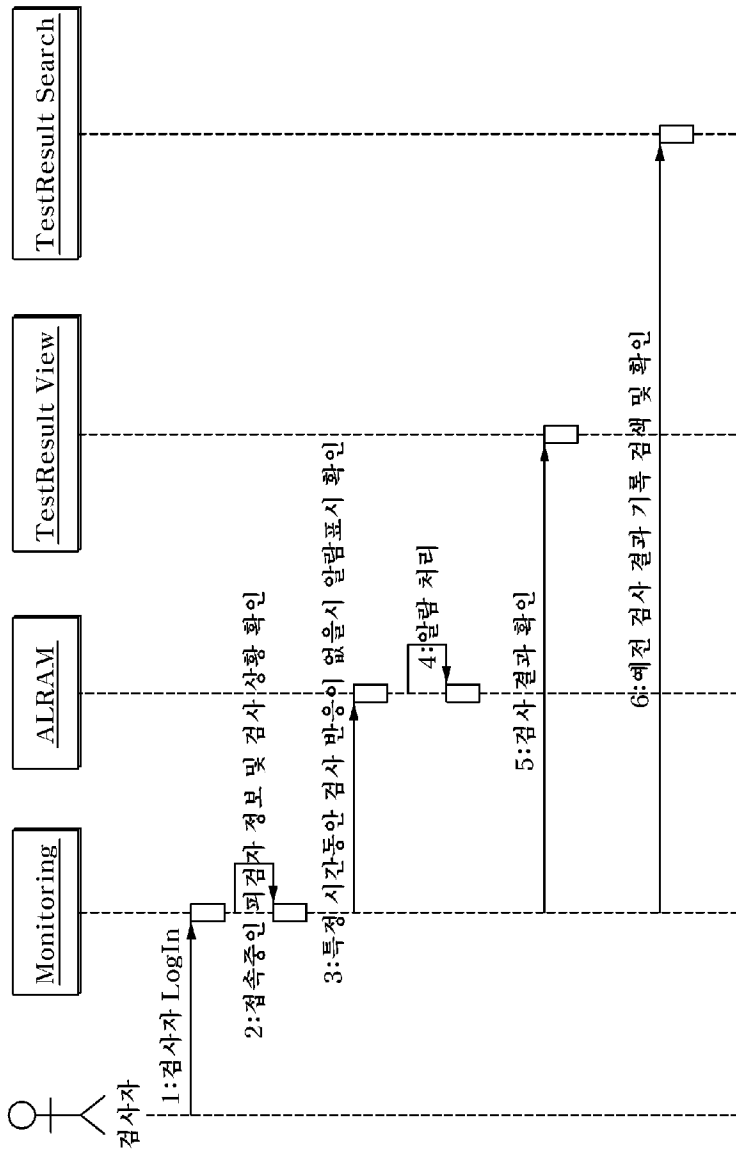 검사자
Monitoring
ALRAM
TestResult View
TestResult Search
1:검사자 LogIn
2:접속중인 피검자 정보 및 검사 상황 확인
3:특정 시간동안 검사 반응이 없을시 알람표시 확인
4:알람 처리
5:검사 결과 확인
6:예전 검사 결과 기록 검색 및 확인